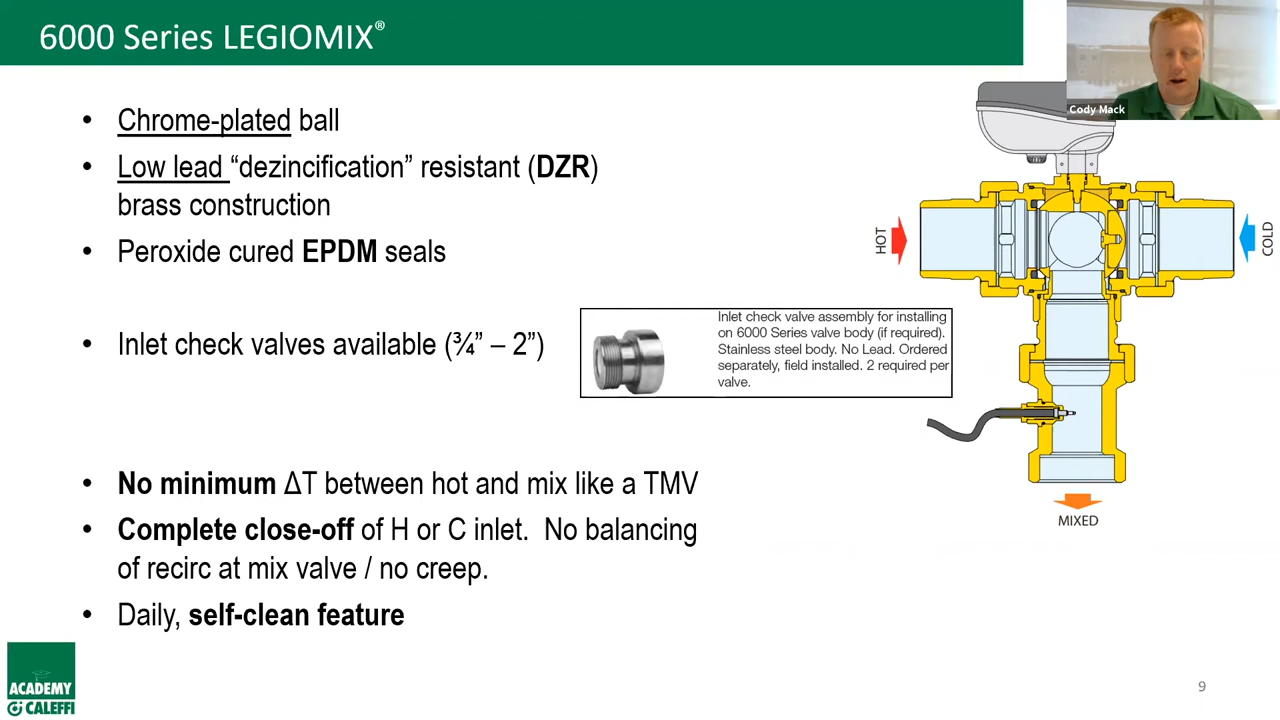 6000 Series LEGIOMIX®
Cody Mack
• Chrome-plated ball
• Low lead “dezincification” resistant (DZR)
brass construction
• Peroxide cured EPDM seals
HOT
COLD
• Inlet check valves available (¾” – 2”)
Inlet check valve assembly for installing
on 6000 Series valve body (if required).
Stainless steel body. No Lead. Ordered
separately, field installed. 2 required per
valve.
• No minimum ΔT between hot and mix like a TMV
MIXED
• Complete close-off of H or C inlet. No balancing
of recirc at mix valve / no creep.
• Daily, self-clean feature
ACADEMY
CALEFFI
9